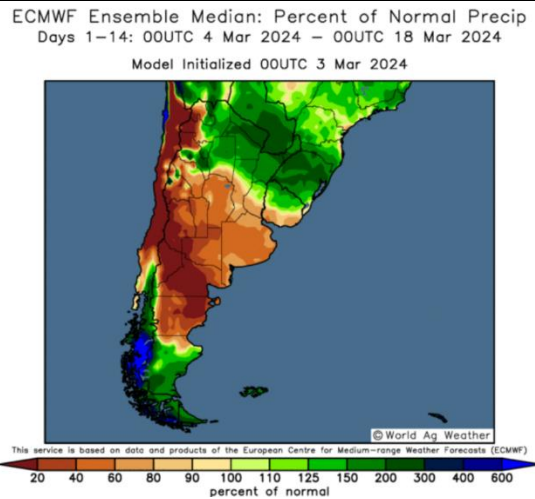 ECMWF Ensemble Median: Percent of Normal Precip
Days 1-14: 00UTC 4 Mar 2024 - 00UTC 18 Mar 2024
Model Initialized 00UTC 3 Mar 2024
©World Ag Weather
This service is based on data and products of the European Centre for Medium-range Weather Forecasts (ECMWF)
20 40 60 80 90 100 110 125 150 200 300 400 600
percent of normal